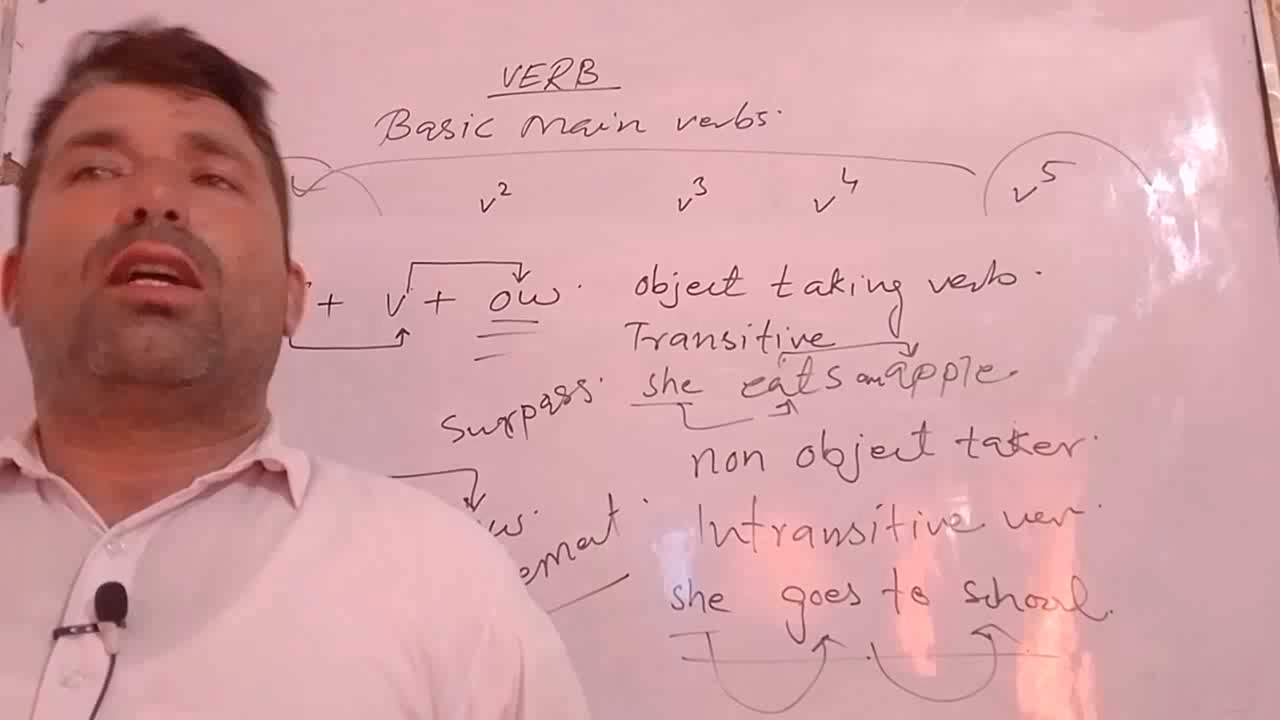 VERB
Basic main verbs.
v² v³ v⁴ v⁵
+ v + ow. object taking verb.
Transitive
Surpass. she eats an apple.
non object taker.
w. Intransitive ver.
she goes to school.